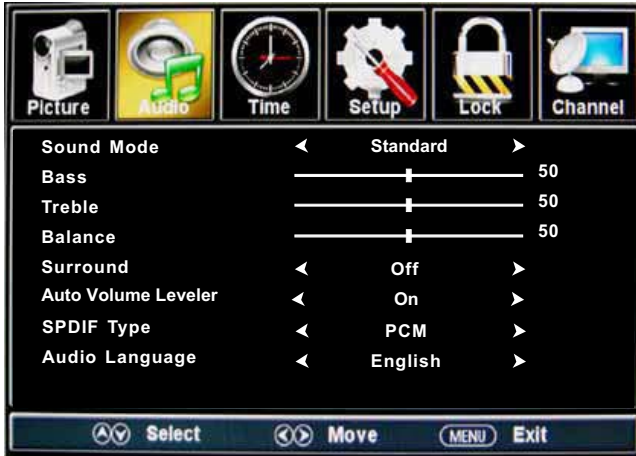 Picture Audio Time Setup Lock Channel
Sound Mode Standard
Bass 50
Treble 50
Balance 50
Surround Off
Auto Volume Leveler On
SPDIF Type PCM
Audio Language English
Select Move MENU Exit